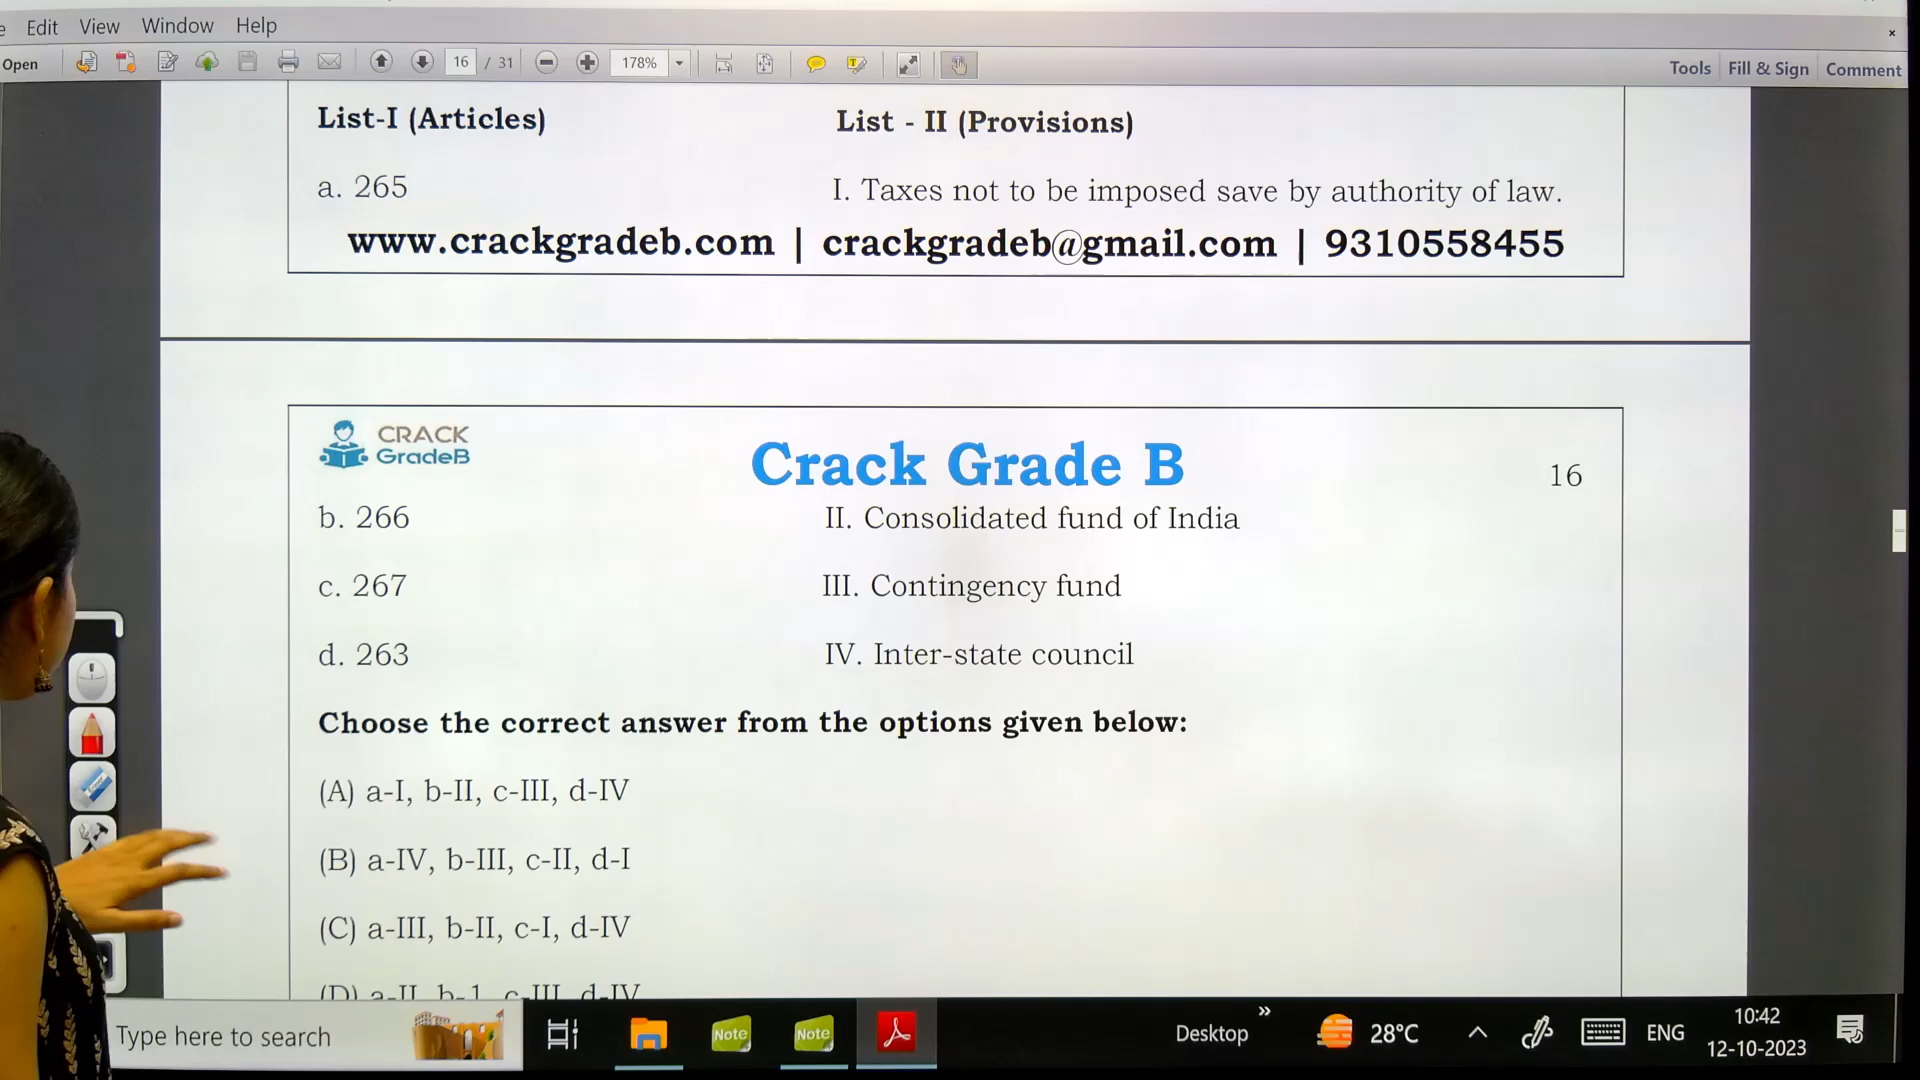 Edit View Window Help
Open 16 / 31 178% Tools Fill & Sign Comment
List-I (Articles) List - II (Provisions)
a. 265 I. Taxes not to be imposed save by authority of law.
www.crackgradeb.com | crackgradeb@gmail.com | 9310558455
CRACK
GradeB
Crack Grade B
16
b. 266 II. Consolidated fund of India
c. 267 III. Contingency fund
d. 263 IV. Inter-state council
Choose the correct answer from the options given below:
(A) a-I, b-II, c-III, d-IV
(B) a-IV, b-III, c-II, d-I
(C) a-III, b-II, c-I, d-IV
(D) a-II, b-1, c-III, d-IV
Type here to search Note Note Desktop 28°C ENG 10:42
12-10-2023